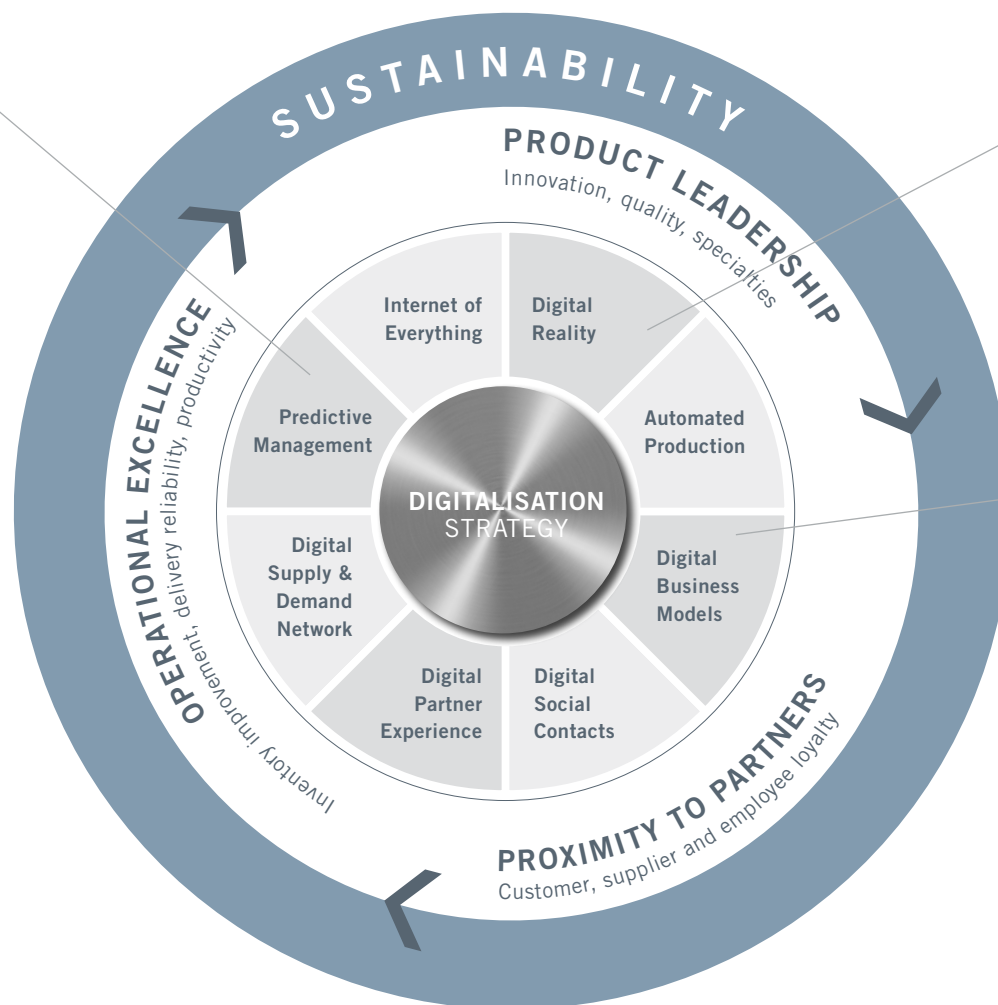 SUSTAINABILITY
PRODUCT LEADERSHIP
Innovation, quality, specialties
OPERATIONAL EXCELLENCE
Inventory improvement, delivery reliability, productivity
Internet of
Everything
Digital
Reality
Predictive
Management
Automated
Production
DIGITALISATION
STRATEGY
Digital
Supply &
Demand
Network
Digital
Business
Models
Digital
Partner
Experience
Digital
Social
Contacts
PROXIMITY TO PARTNERS
Customer, supplier and employee loyalty